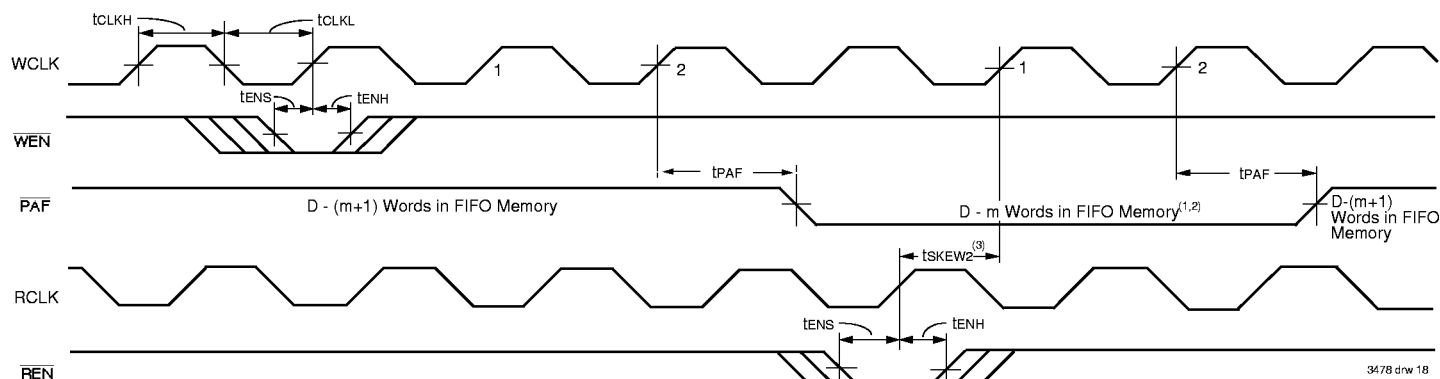 tCLKH
tCLKL
WCLK
1
2
1
2
tENS
tENH
WEN
tPAF
tPAF
PAF
D - (m+1) Words in FIFO Memory
D - m Words in FIFO Memory(1,2)
D-(m+1)
Words in FIFO
Memory
tSKEW2(3)
RCLK
tENS
tENH
REN
3478 drw 18